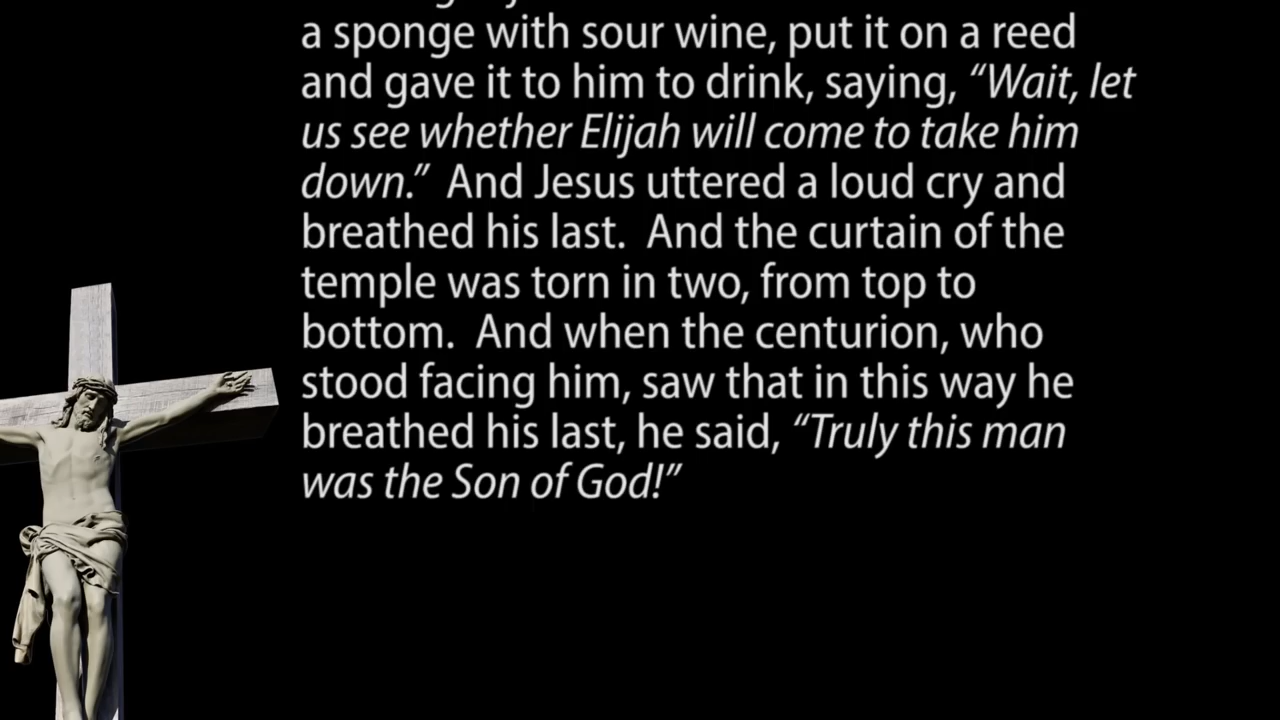 a sponge with sour wine, put it on a reed
and gave it to him to drink, saying, “Wait, let
us see whether Elijah will come to take him
down.”  And Jesus uttered a loud cry and
breathed his last.  And the curtain of the
temple was torn in two, from top to
bottom.  And when the centurion, who
stood facing him, saw that in this way he
breathed his last, he said, “Truly this man
was the Son of God!”